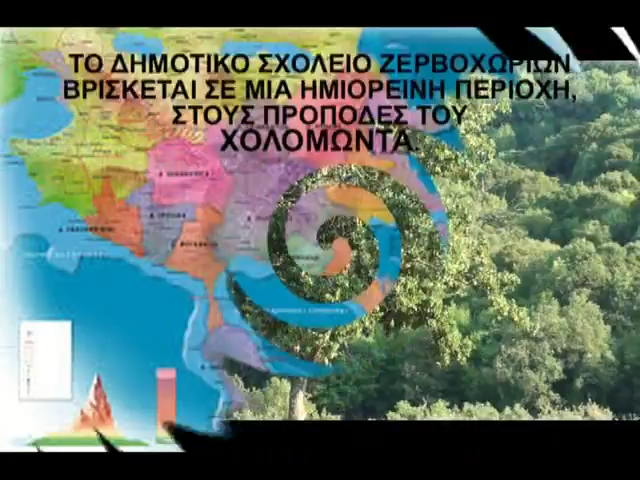 ΤΟ ΔΗΜΟΤΙΚΟ ΣΧΟΛΕΙΟ ΖΕΡΒΟΧΩΡΙΩΝ
ΒΡΙΣΚΕΤΑΙ ΣΕ ΜΙΑ ΗΜΙΟΡΕΙΝΗ ΠΕΡΙΟΧΗ,
ΣΤΟΥΣ ΠΡΟΠΟΔΕΣ ΤΟΥ
ΧΟΛΟΜΩΝΤΑ.